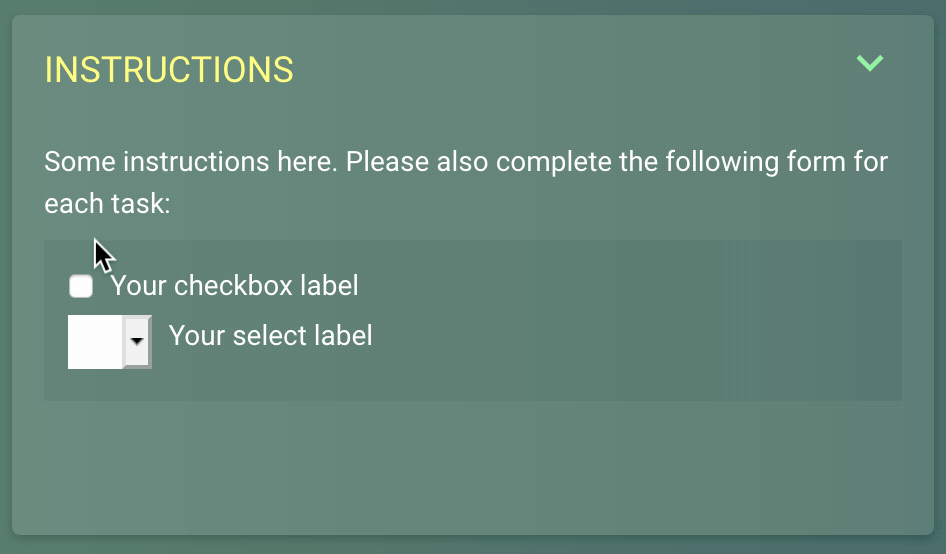 INSTRUCTIONS
Some instructions here. Please also complete the following form for
each task:
Your checkbox label
Your select label